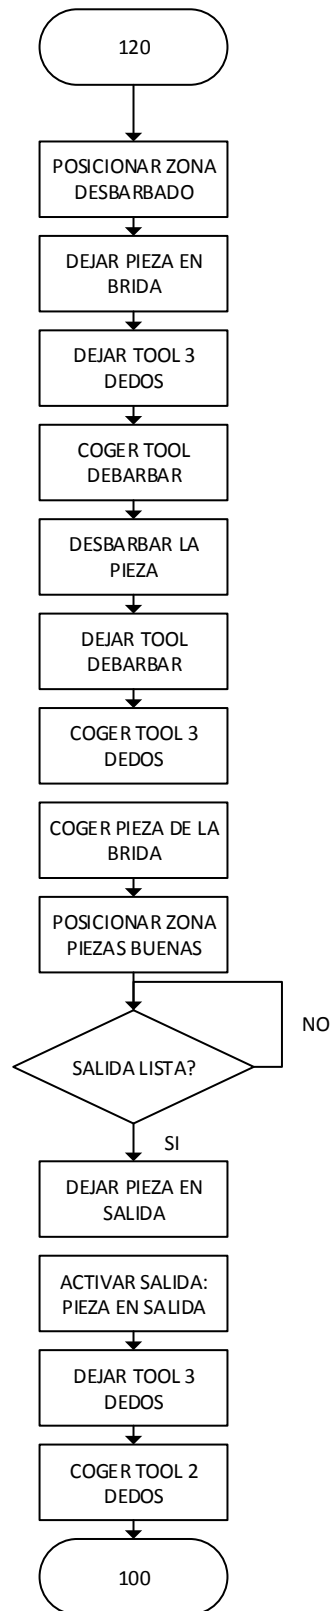 120
POSICIONAR ZONA
DESBARBADO
DEJAR PIEZA EN
BRIDA
DEJAR TOOL 3
DEDOS
COGER TOOL
DEBARBAR
DESBARBAR LA
PIEZA
DEJAR TOOL
DEBARBAR
COGER TOOL 3
DEDOS
COGER PIEZA DE LA
BRIDA
POSICIONAR ZONA
PIEZAS BUENAS
NO
SALIDA LISTA?
SI
DEJAR PIEZA EN
SALIDA
ACTIVAR SALIDA:
PIEZA EN SALIDA
DEJAR TOOL 3
DEDOS
COGER TOOL 2
DEDOS
100